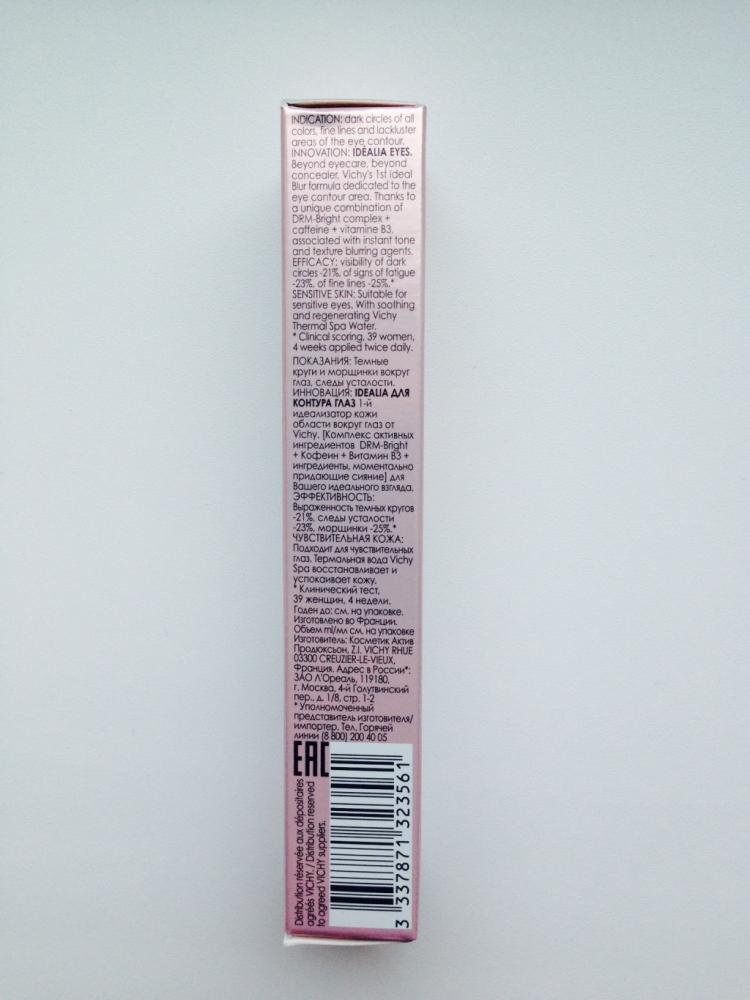 INDICATION: dark circles of all
colors, fine lines and lackluster
areas of the eye contour.
INNOVATION: IDÉALIA EYES.
Beyond eyecare, beyond
concealer, Vichy's 1st ideal
Blur formula dedicated to the
eye contour area. Thanks to
a unique combination of
DRM-Bright complex +
caffeine + vitamine B3,
associated with instant tone
and texture blurring agents.
EFFICACY: visibility of dark
circles -21%, of signs of fatigue
-23%, of fine lines -25%.*
SENSITIVE SKIN: Suitable for
sensitive eyes. With soothing
and regenerating Vichy
Thermal Spa Water.
* Clinical scoring, 39 women,
4 weeks applied twice daily.
ПОКАЗАНИЯ: Темные
круги и морщинки вокруг
глаз, следы усталости.
ИННОВАЦИЯ: IDEALIA ДЛЯ
КОНТУРА ГЛАЗ 1-й
идеализатор кожи
области вокруг глаз от
Vichy. [Комплекс активных
ингредиентов DRM-Bright
+ Кофеин + Витамин B3 +
ингредиенты, моментально
придающие сияние] для
Вашего идеального взгляда.
ЭФФЕКТИВНОСТЬ:
Выраженность темных кругов
-21%, следы усталости
-23%, морщинки -25%.*
ЧУВСТВИТЕЛЬНАЯ КОЖА:
Подходит для чувствительных
глаз. Термальная вода Vichy
Spa восстанавливает и
успокаивает кожу.
* Клинический тест,
39 женщин, 4 недели.
Годен до: см. на упаковке.
Изготовлено во Франции.
Объем ml/мл см. на упаковке
Изготовитель: Косметик Актив
Продюксьон, Z.I. VICHY RHUE
03300 CREUZIER-LE-VIEUX,
Франция. Адрес в России*:
ЗАО Л'Ореаль, 119180,
г. Москва, 4-й Голутвинский
пер., д. 1/8, стр. 1-2
* Уполномоченный
представитель изготовителя/
импортер. Тел. Горячей
линии (8 800) 200 40 05
EAC
Distribution réservée aux dépositaires
agréés VICHY. / Distribution reserved
to agreed VICHY suppliers.
3 337871 323561